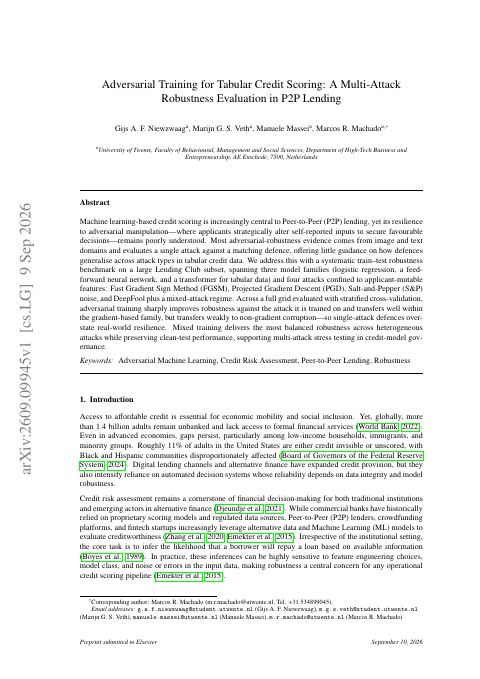 Adversarial Training for Tabular Credit Scoring: A Multi-Attack
Robustness Evaluation in P2P Lending
Gijs A. F. Niewzwaagᵃ, Marijn G. S. Vethᵃ, Manuele Masseiᵃ, Marcos R. Machadoᵃ,*
ᵃUniversity of Twente, Faculty of Behavioural, Management and Social Sciences, Department of High-Tech Business and
Entrepreneurship, AE Enschede, 7500, Netherlands
arXiv:2609.09945v1 [cs.LG] 9 Sep 2026
Abstract
Machine learning-based credit scoring is increasingly central to Peer-to-Peer (P2P) lending, yet its resilience
to adversarial manipulation—where applicants strategically alter self-reported inputs to secure favourable
decisions—remains poorly understood. Most adversarial-robustness evidence comes from image and text
domains and evaluates a single attack against a matching defence, offering little guidance on how defences
generalise across attack types in tabular credit data. We address this with a systematic train–test robustness
benchmark on a large Lending Club subset, spanning three model families (logistic regression, a feed-
forward neural network, and a transformer for tabular data) and four attacks confined to applicant-mutable
features: Fast Gradient Sign Method (FGSM), Projected Gradient Descent (PGD), Salt-and-Pepper (S&P)
noise, and DeepFool plus a mixed-attack regime. Across a full grid evaluated with stratified cross-validation,
adversarial training sharply improves robustness against the attack it is trained on and transfers well within
the gradient-based family, but transfers weakly to non-gradient corruption—so single-attack defences over-
state real-world resilience. Mixed training delivers the most balanced robustness across heterogeneous
attacks while preserving clean-test performance, supporting multi-attack stress testing in credit-model gov-
ernance.
Keywords: Adversarial Machine Learning, Credit Risk Assessment, Peer-to-Peer Lending, Robustness
1. Introduction
Access to affordable credit is essential for economic mobility and social inclusion. Yet, globally, more
than 1.4 billion adults remain unbanked and lack access to formal financial services (World Bank, 2022).
Even in advanced economies, gaps persist, particularly among low-income households, immigrants, and
minority groups. Roughly 11% of adults in the United States are either credit invisible or unscored, with
Black and Hispanic communities disproportionately affected (Board of Governors of the Federal Reserve
System, 2024). Digital lending channels and alternative finance have expanded credit provision, but they
also intensify reliance on automated decision systems whose reliability depends on data integrity and model
robustness.
Credit risk assessment remains a cornerstone of financial decision-making for both traditional institutions
and emerging actors in alternative finance (Djeundje et al., 2021). While commercial banks have historically
relied on proprietary scoring models and regulated data sources, Peer-to-Peer (P2P) lenders, crowdfunding
platforms, and fintech startups increasingly leverage alternative data and Machine Learning (ML) models to
evaluate creditworthiness (Zhang et al., 2020; Emekter et al., 2015). Irrespective of the institutional setting,
the core task is to infer the likelihood that a borrower will repay a loan based on available information
(Boyes et al., 1989). In practice, these inferences can be highly sensitive to feature engineering choices,
model class, and noise or errors in the input data, making robustness a central concern for any operational
credit scoring pipeline (Emekter et al., 2015).
*Corresponding author: Marcos R. Machado (m.r.machado@utwente.nl, Tel. +31 534899045).
Email addresses: g.a.f.niewzwaag@student.utwente.nl (Gijs A. F. Niewzwaag), m.g.s.veth@student.utwente.nl
(Marijn G. S. Veth), manuele.massei@utwente.nl (Manuele Massei), m.r.machado@utwente.nl (Marcos R. Machado)
Preprint submitted to Elsevier
September 10, 2026